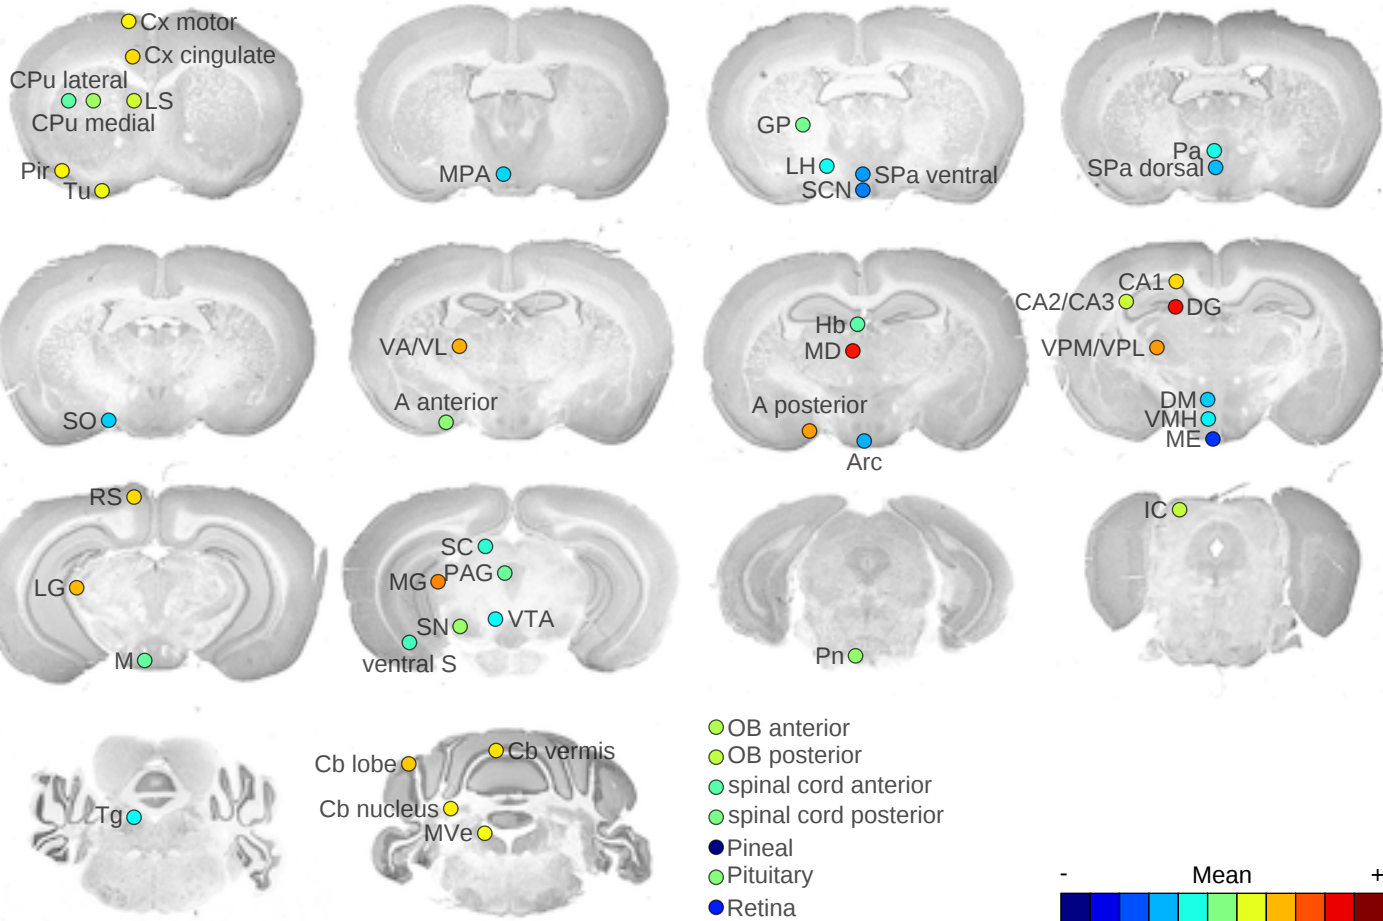 Cx motor
Cx cingulate
CPu lateral
LS
CPu medial
Pir
Tu
MPA
GP
LH
SPa ventral
SCN
Pa
SPa dorsal
SO
VA/VL
A anterior
Hb
MD
A posterior
Arc
CA1
CA2/CA3
DG
VPM/VPL
DM
VMH
ME
RS
LG
M
SC
MG
PAG
SN
VTA
ventral S
Pn
IC
Tg
Cb lobe
Cb vermis
Cb nucleus
MVe
OB anterior
OB posterior
spinal cord anterior
spinal cord posterior
Pineal
Pituitary
Retina
- Mean +